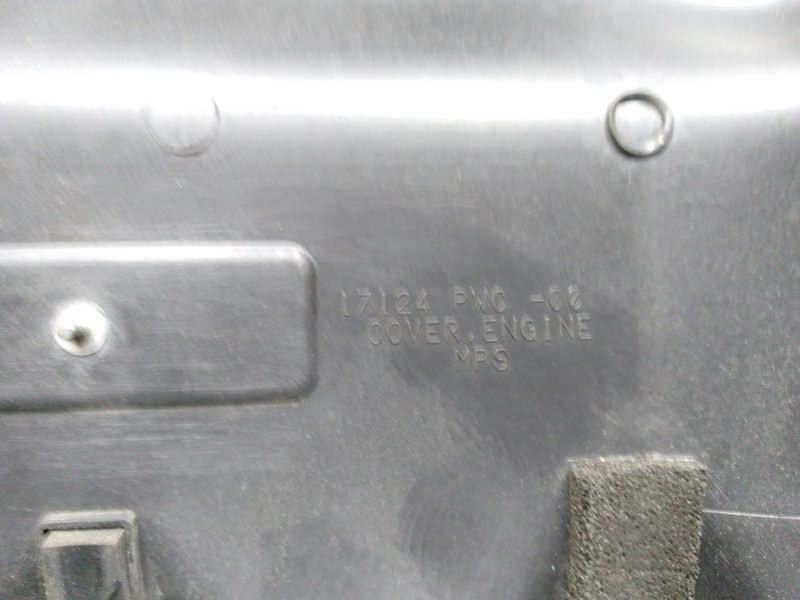 17124 PWC -00
COVER,ENGINE
MPS